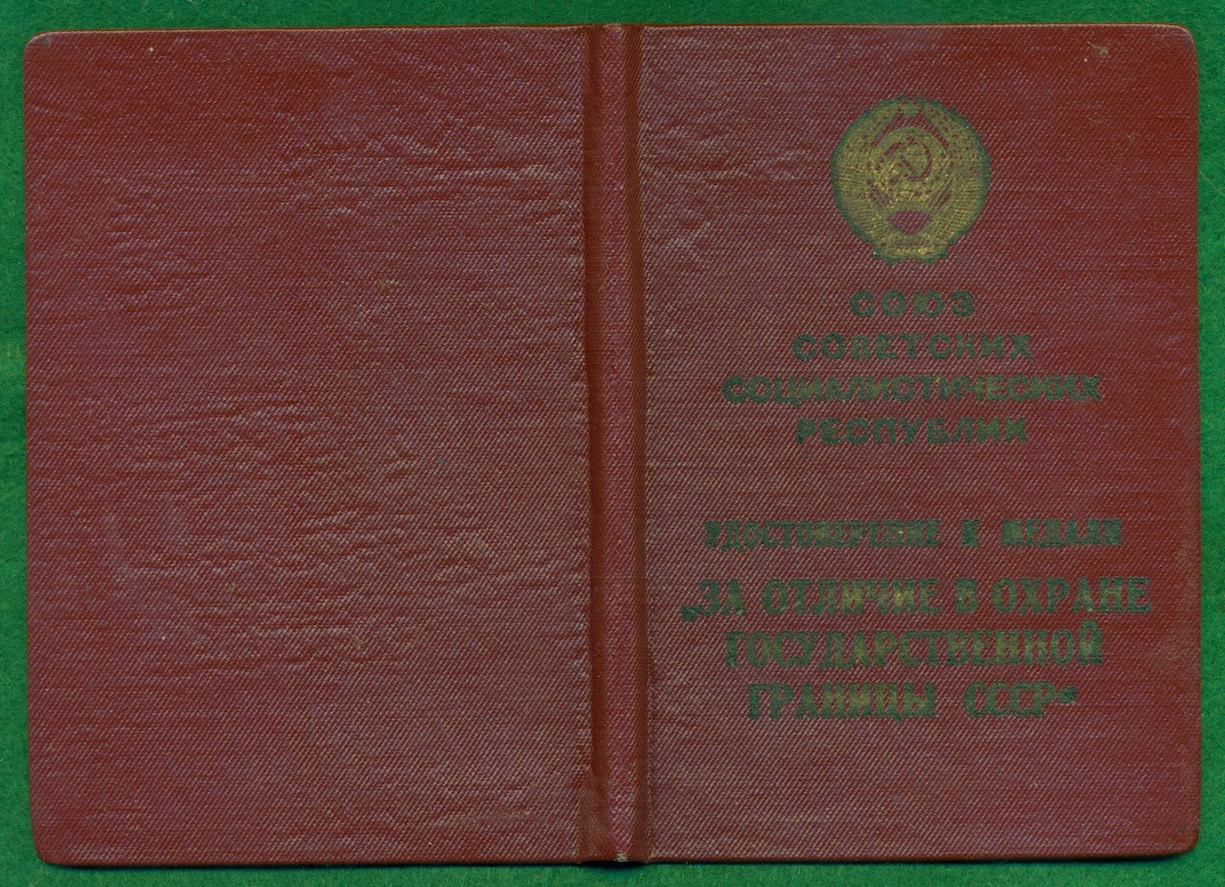 СОЮЗ
СОВЕТСКИХ
СОЦИАЛИСТИЧЕСКИХ
РЕСПУБЛИК
УДОСТОВЕРЕНИЕ К МЕДАЛИ
„ЗА ОТЛИЧИЕ В ОХРАНЕ
ГОСУДАРСТВЕННОЙ
ГРАНИЦЫ СССР“